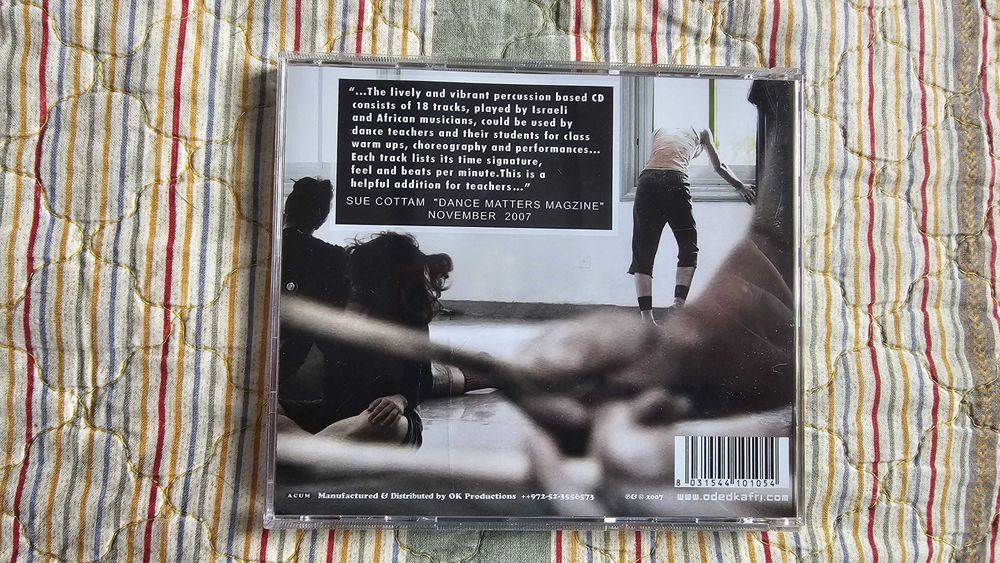 "...The lively and vibrant percussion based CD
consists of 18 tracks, played by Israeli
and African musicians, could be used by
dance teachers and their students for class
warm ups, choreography and performances...
Each track lists its time signature,
feel and beats per minute.This is a
helpful addition for teachers..."
SUE COTTAM "DANCE MATTERS MAGZINE"
NOVEMBER 2007
8 031544 101054
ACUM Manufactured & Distributed by OK Productions ++972-52-3556573 ℗&© 2007 www.odedkafri.com